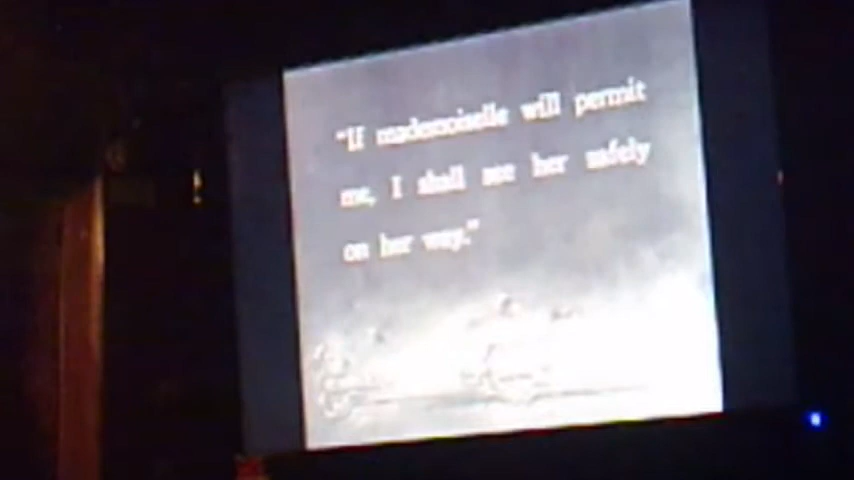 "If mademoiselle will permit
me, I shall see her safely
on her way."